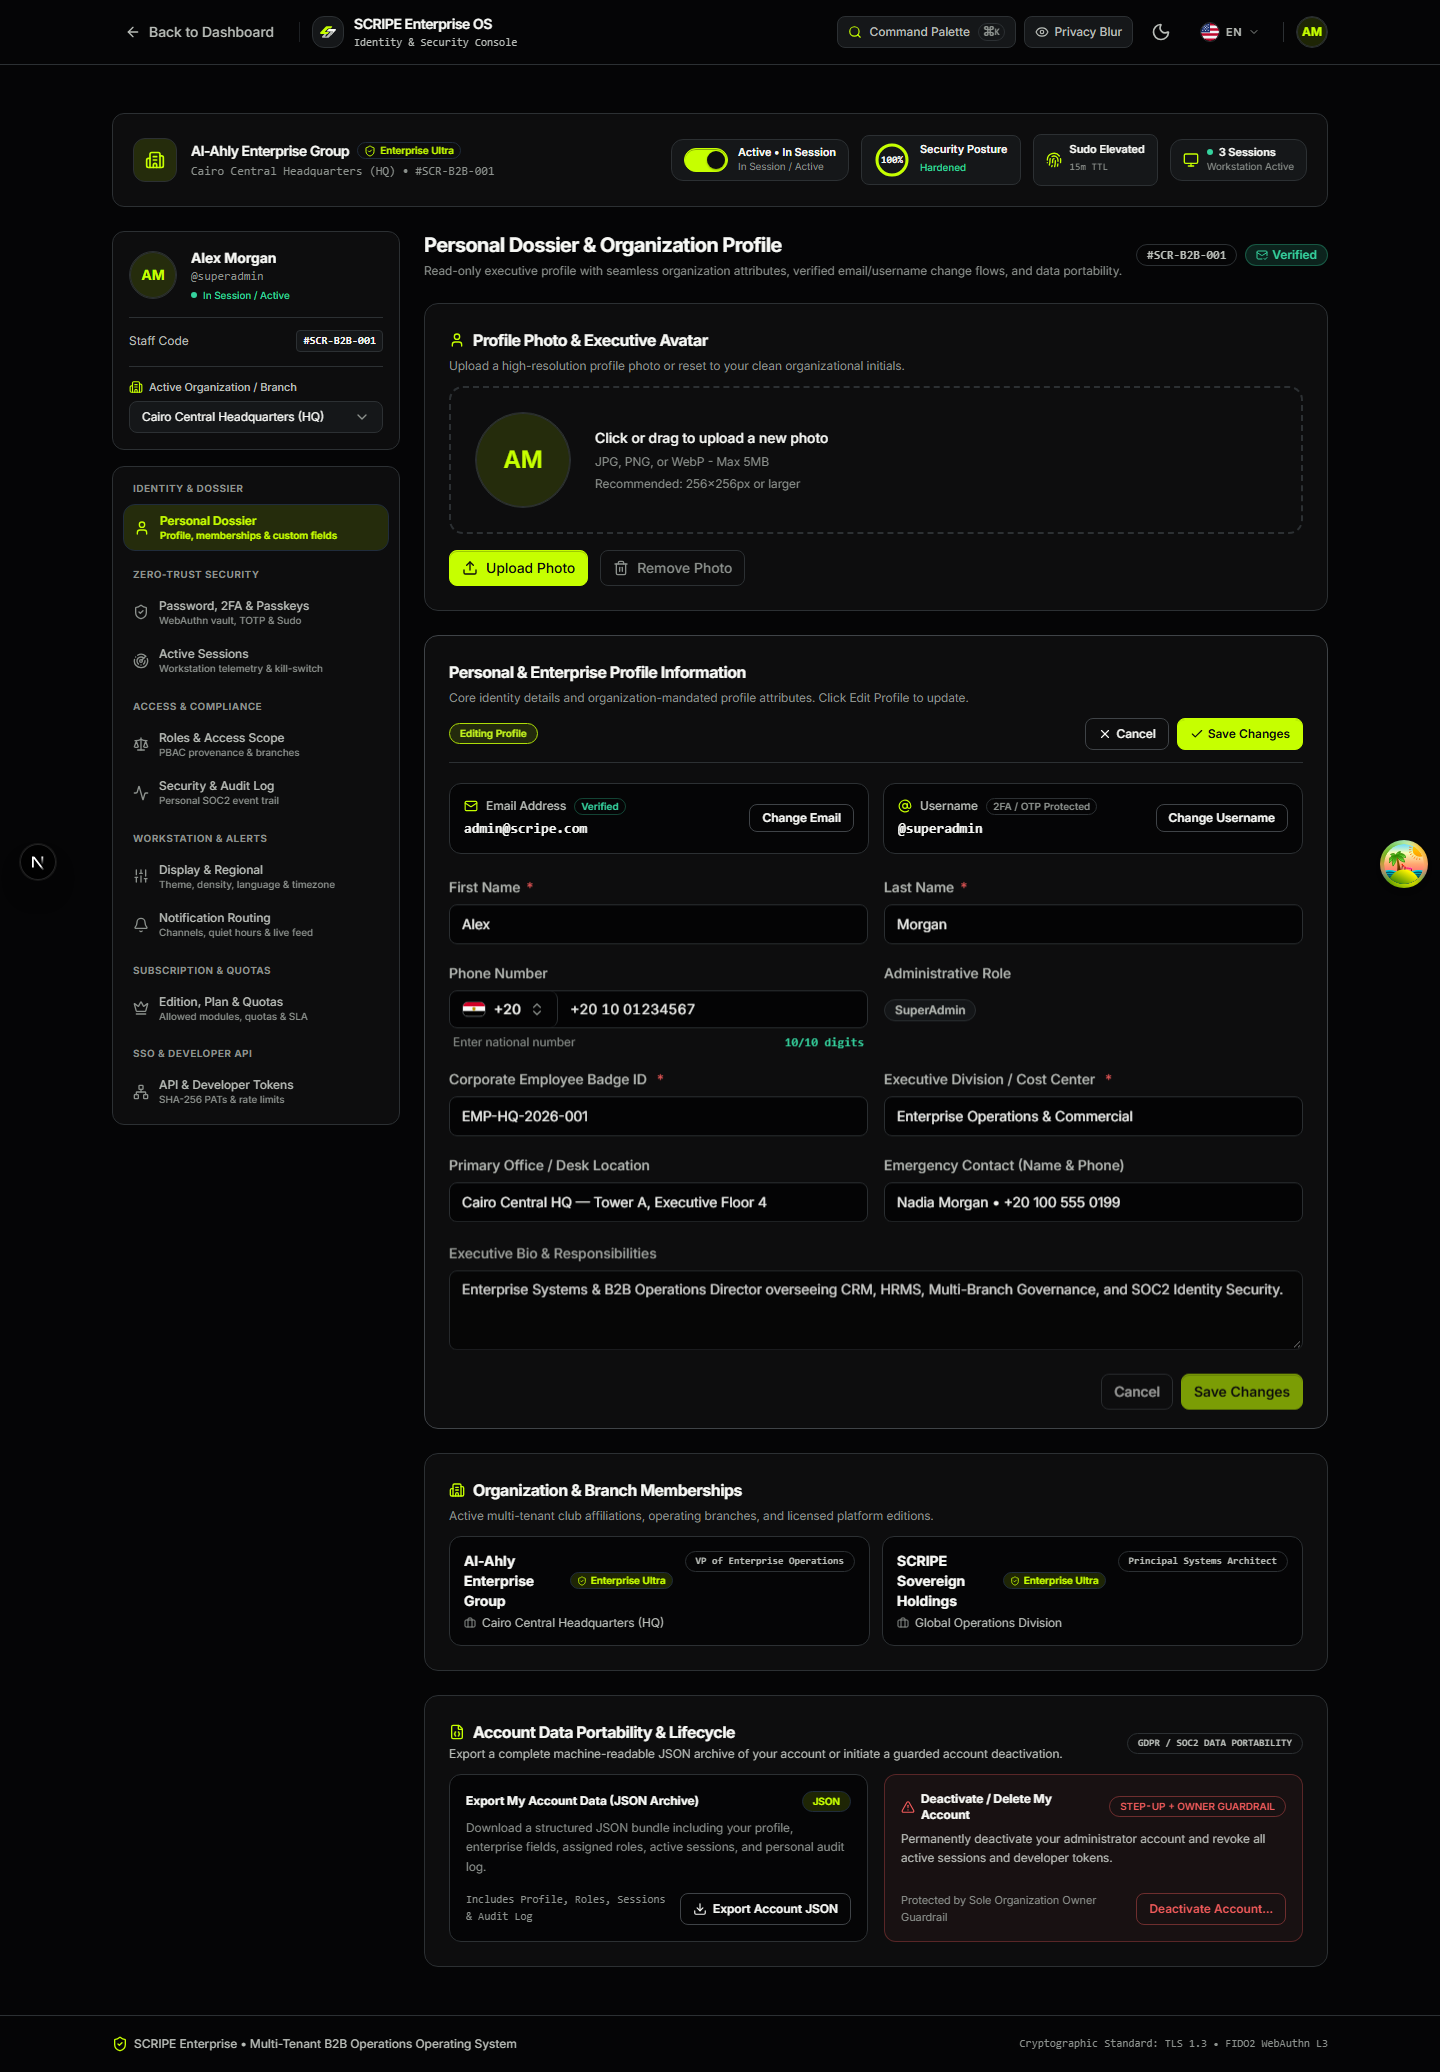 Back to Dashboard
SCRIPE Enterprise OS
Identity & Security Console
Command Palette ⌘K
Privacy Blur
EN
AM
Al-Ahly Enterprise Group
Enterprise Ultra
Cairo Central Headquarters (HQ) • #SCR-B2B-001
Active • In Session
In Session / Active
100%
Security Posture
Hardened
Sudo Elevated
15m TTL
3 Sessions
Workstation Active
AM
Alex Morgan
@superadmin
In Session / Active
Staff Code
#SCR-B2B-001
Active Organization / Branch
Cairo Central Headquarters (HQ)
IDENTITY & DOSSIER
Personal Dossier
Profile, memberships & custom fields
ZERO-TRUST SECURITY
Password, 2FA & Passkeys
WebAuthn vault, TOTP & Sudo
Active Sessions
Workstation telemetry & kill-switch
ACCESS & COMPLIANCE
Roles & Access Scope
PBAC provenance & branches
Security & Audit Log
Personal SOC2 event trail
WORKSTATION & ALERTS
Display & Regional
Theme, density, language & timezone
Notification Routing
Channels, quiet hours & live feed
SUBSCRIPTION & QUOTAS
Edition, Plan & Quotas
Allowed modules, quotas & SLA
SSO & DEVELOPER API
API & Developer Tokens
SHA-256 PATs & rate limits
N
Personal Dossier & Organization Profile
Read-only executive profile with seamless organization attributes, verified email/username change flows, and data portability.
#SCR-B2B-001
Verified
Profile Photo & Executive Avatar
Upload a high-resolution profile photo or reset to your clean organizational initials.
AM
Click or drag to upload a new photo
JPG, PNG, or WebP - Max 5MB
Recommended: 256×256px or larger
Upload Photo
Remove Photo
Personal & Enterprise Profile Information
Core identity details and organization-mandated profile attributes. Click Edit Profile to update.
Editing Profile
Cancel
Save Changes
Email Address
Verified
admin@scripe.com
Change Email
Username
2FA / OTP Protected
@superadmin
Change Username
First Name *
Last Name *
Alex
Morgan
Phone Number
Administrative Role
+20
+20 10 01234567
SuperAdmin
Enter national number
10/10 digits
Corporate Employee Badge ID *
Executive Division / Cost Center *
EMP-HQ-2026-001
Enterprise Operations & Commercial
Primary Office / Desk Location
Emergency Contact (Name & Phone)
Cairo Central HQ — Tower A, Executive Floor 4
Nadia Morgan • +20 100 555 0199
Executive Bio & Responsibilities
Enterprise Systems & B2B Operations Director overseeing CRM, HRMS, Multi-Branch Governance, and SOC2 Identity Security.
Cancel
Save Changes
Organization & Branch Memberships
Active multi-tenant club affiliations, operating branches, and licensed platform editions.
Al-Ahly
Enterprise
Group
Enterprise Ultra
VP of Enterprise Operations
Cairo Central Headquarters (HQ)
SCRIPE
Sovereign
Holdings
Enterprise Ultra
Principal Systems Architect
Global Operations Division
Account Data Portability & Lifecycle
Export a complete machine-readable JSON archive of your account or initiate a guarded account deactivation.
GDPR / SOC2 DATA PORTABILITY
Export My Account Data (JSON Archive)
JSON
Download a structured JSON bundle including your profile,
enterprise fields, assigned roles, active sessions, and personal audit
log.
Includes Profile, Roles, Sessions
& Audit Log
Export Account JSON
Deactivate / Delete My
Account
STEP-UP + OWNER GUARDRAIL
Permanently deactivate your administrator account and revoke all
active sessions and developer tokens.
Protected by Sole Organization Owner
Guardrail
Deactivate Account...
SCRIPE Enterprise • Multi-Tenant B2B Operations Operating System
Cryptographic Standard: TLS 1.3 • FIDO2 WebAuthn L3